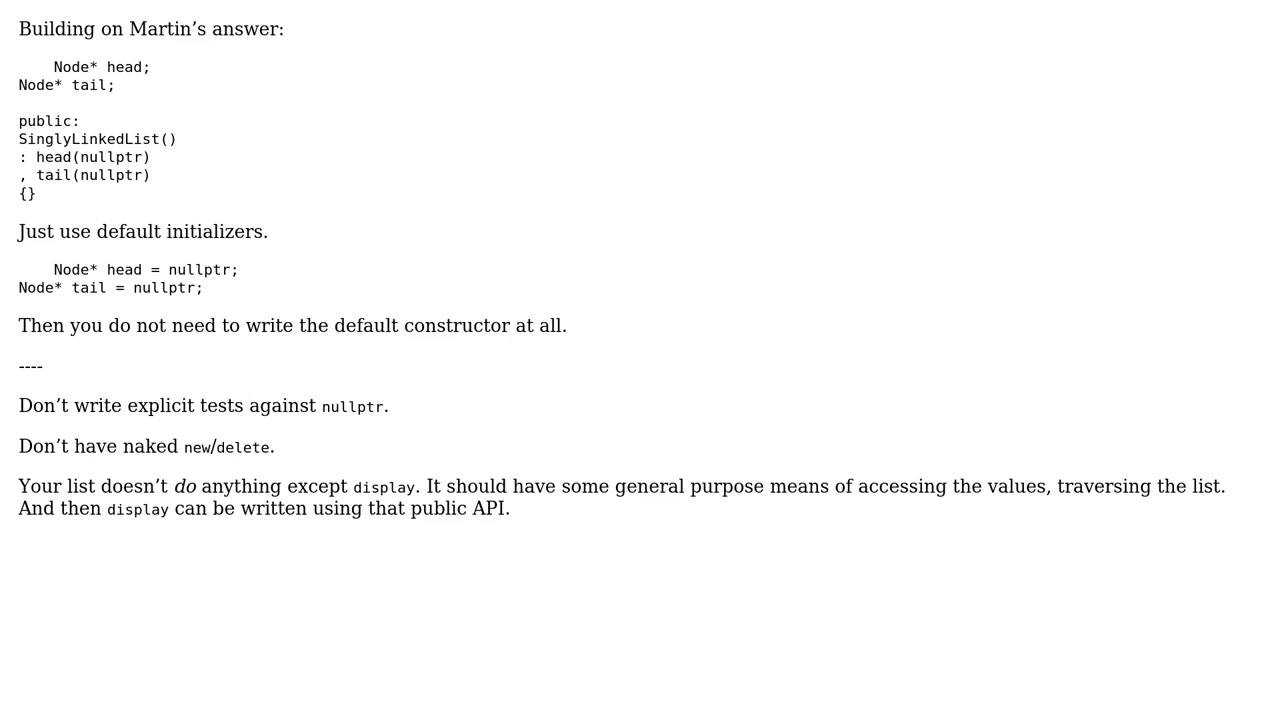 Building on Martin’s answer:
    Node* head;
Node* tail;
public:
SinglyLinkedList()
: head(nullptr)
, tail(nullptr)
{}
Just use default initializers.
    Node* head = nullptr;
Node* tail = nullptr;
Then you do not need to write the default constructor at all.
----
Don’t write explicit tests against nullptr.
Don’t have naked new/delete.
Your list doesn’t do anything except display. It should have some general purpose means of accessing the values, traversing the list.
And then display can be written using that public API.